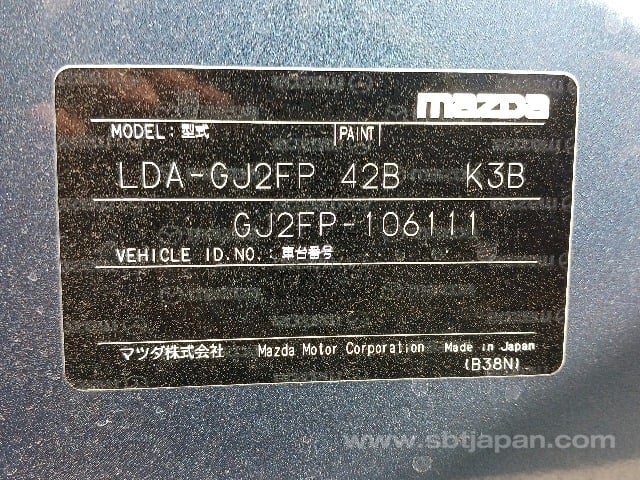 mazda
MODEL: 型式 PAINT
LDA-GJ2FP 42B K3B
GJ2FP-106111
VEHICLE ID.NO.: 車台番号
マツダ株式会社 Mazda Motor Corporation Made in Japan
(B38N)
www.sbtjapan.com